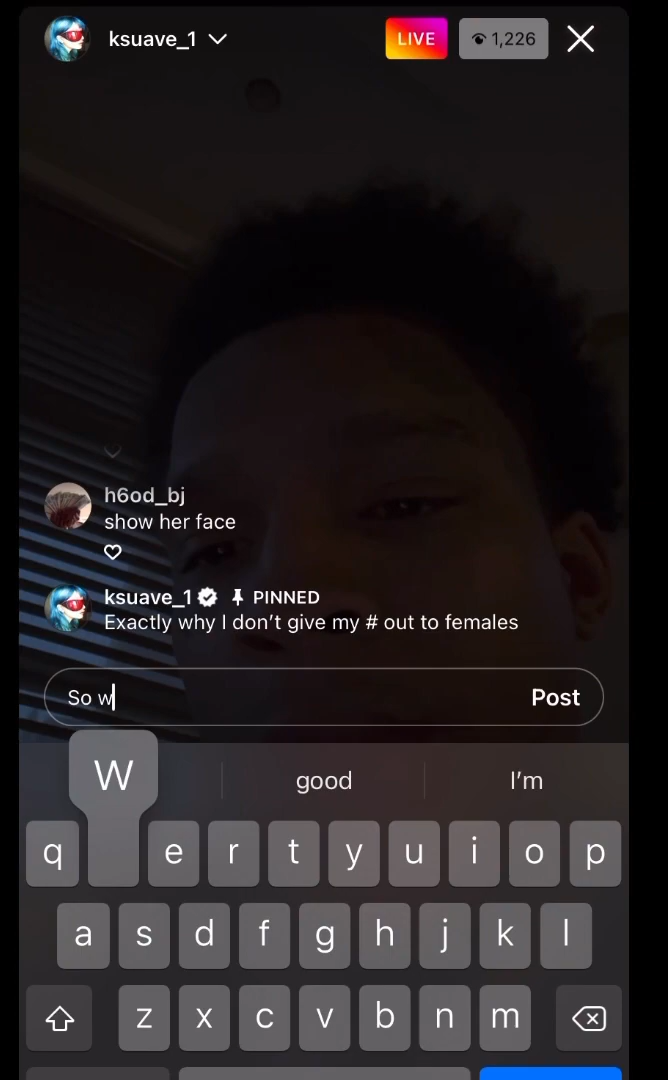 ksuave_1
LIVE
1,226
h6od_bj
show her face
ksuave_1 PINNED
Exactly why I don’t give my # out to females
So w
Post
W
good
I’m
q e r t y u i o p
a s d f g h j k l
z x c v b n m